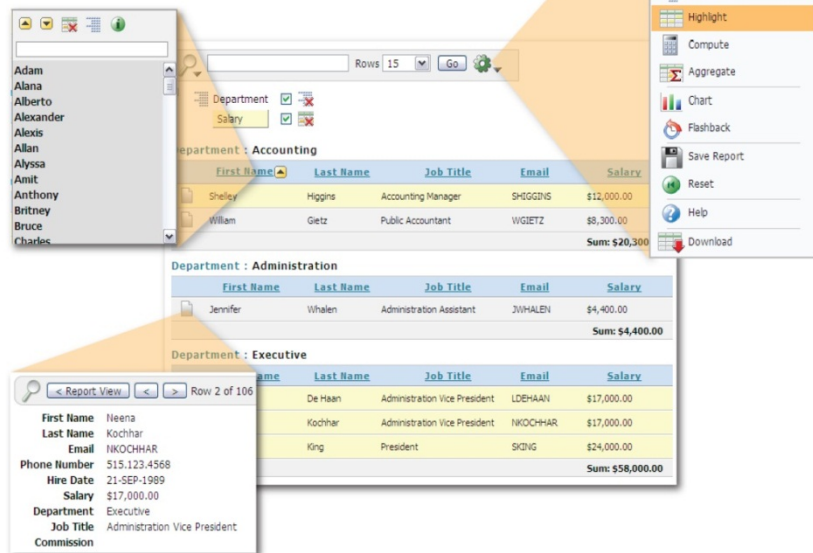 Adam
Alana
Alberto
Alexander
Alexis
Allan
Alyssa
Amit
Anthony
Britney
Bruce
Charles
Rows 15 Go
Department
Salary
Department : Accounting
First Name Last Name Job Title Email Salary
Shelley Higgins Accounting Manager SHIGGINS $12,000.00
William Gietz Public Accountant WGIETZ $8,300.00
Sum: $20,300
Department : Administration
First Name Last Name Job Title Email Salary
Jennifer Whalen Administration Assistant JWHALEN $4,400.00
Sum: $4,400.00
Department : Executive
ame Last Name Job Title Email Salary
De Haan Administration Vice President LDEHAAN $17,000.00
Kochhar Administration Vice President NKOCHHAR $17,000.00
King President SKING $24,000.00
Sum: $58,000.00
Highlight
Compute
Aggregate
Chart
Flashback
Save Report
Reset
Help
Download
< Report View < > Row 2 of 106
First Name Neena
Last Name Kochhar
Email NKOCHHAR
Phone Number 515.123.4568
Hire Date 21-SEP-1989
Salary $17,000.00
Department Executive
Job Title Administration Vice President
Commission